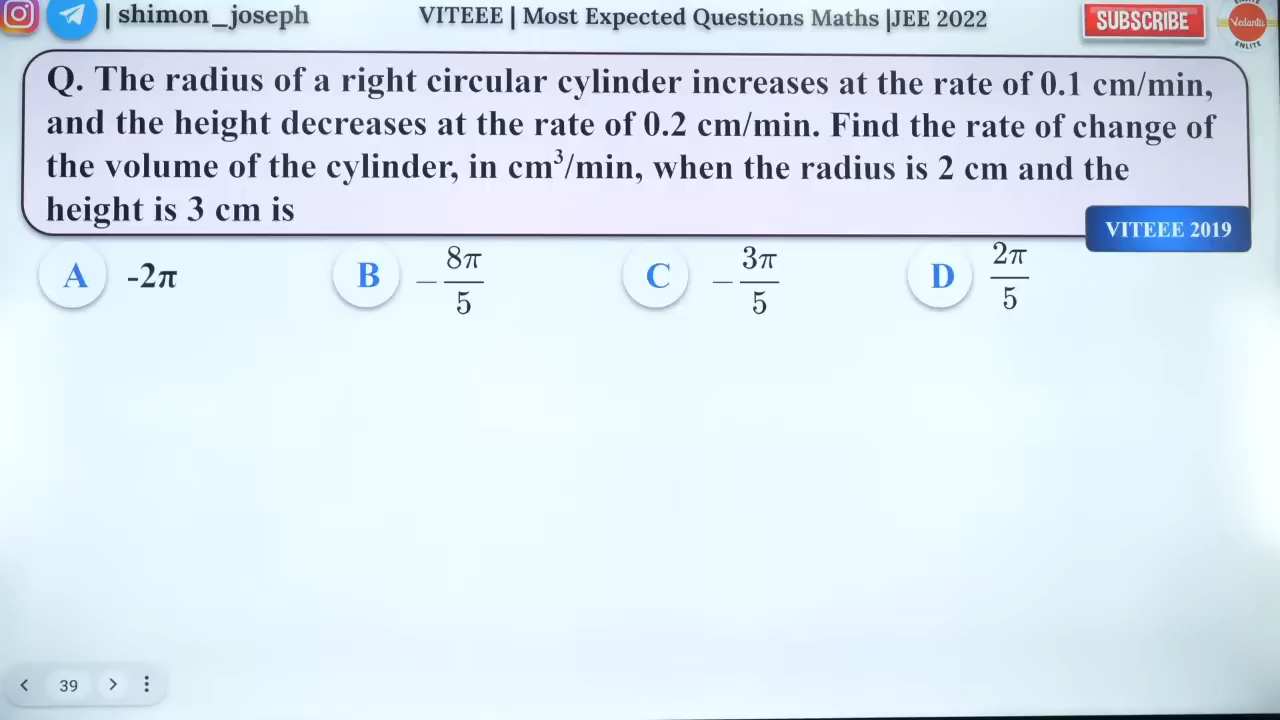 | shimon_joseph
VITEEE | Most Expected Questions Maths |JEE 2022
SUBSCRIBE
Vedantu
ENLITE
Q. The radius of a right circular cylinder increases at the rate of 0.1 cm/min,
and the height decreases at the rate of 0.2 cm/min. Find the rate of change of
the volume of the cylinder, in cm³/min, when the radius is 2 cm and the
height is 3 cm is
VITEEE 2019
A -2π
B −8π/5
C −3π/5
D 2π/5
39